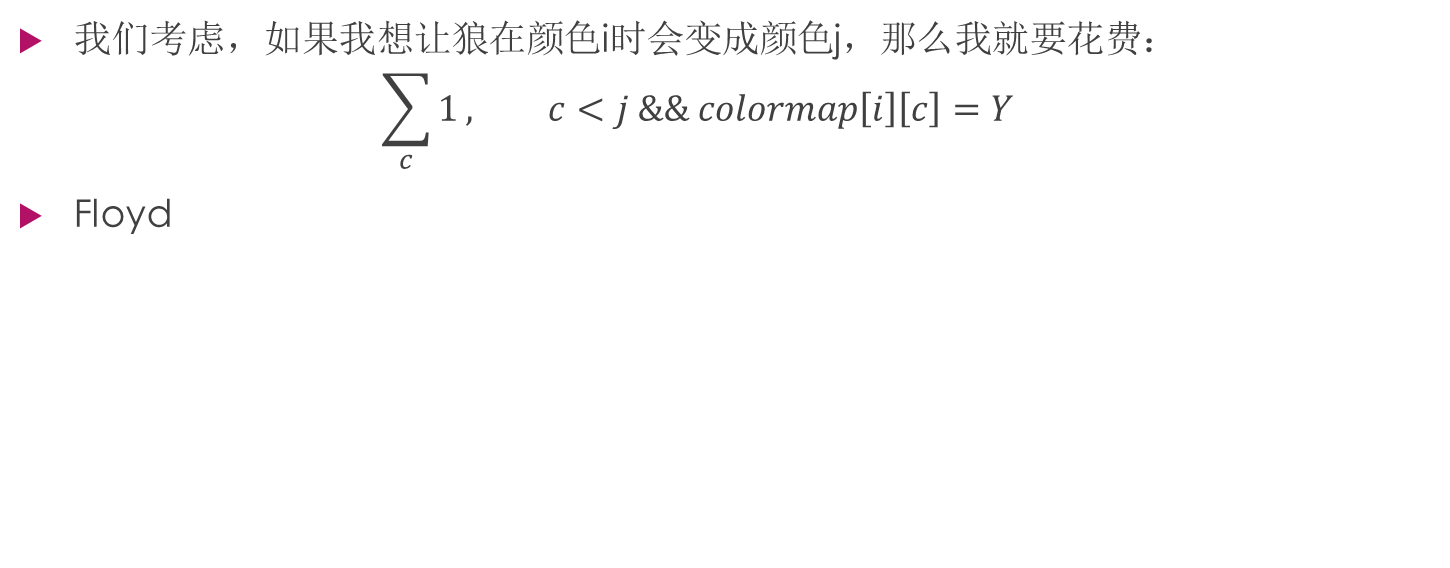 我们考虑，如果我想让狼在颜色i时会变成颜色j，那么我就要花费：
∑_c 1 , c < j && colormap[i][c] = Y
Floyd